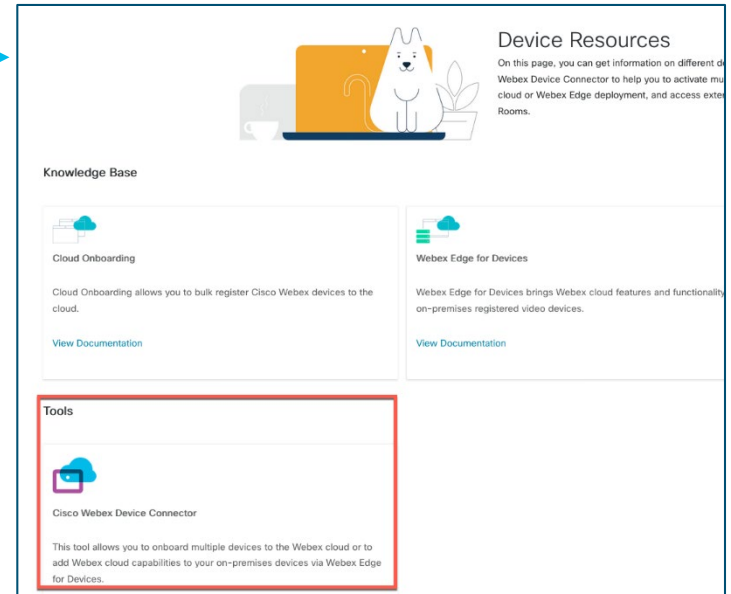 Device Resources
On this page, you can get information on different
Webex Device Connector to help you to activate
cloud or Webex Edge deployment, and access
Rooms.
Knowledge Base
Cloud Onboarding
Cloud Onboarding allows you to bulk register Cisco Webex devices to the
cloud.
View Documentation
Webex Edge for Devices
Webex Edge for Devices brings Webex cloud features and functionality
on-premises registered video devices.
View Documentation
Tools
Cisco Webex Device Connector
This tool allows you to onboard multiple devices to the Webex cloud or to
add Webex cloud capabilities to your on-premises devices via Webex Edge
for Devices.